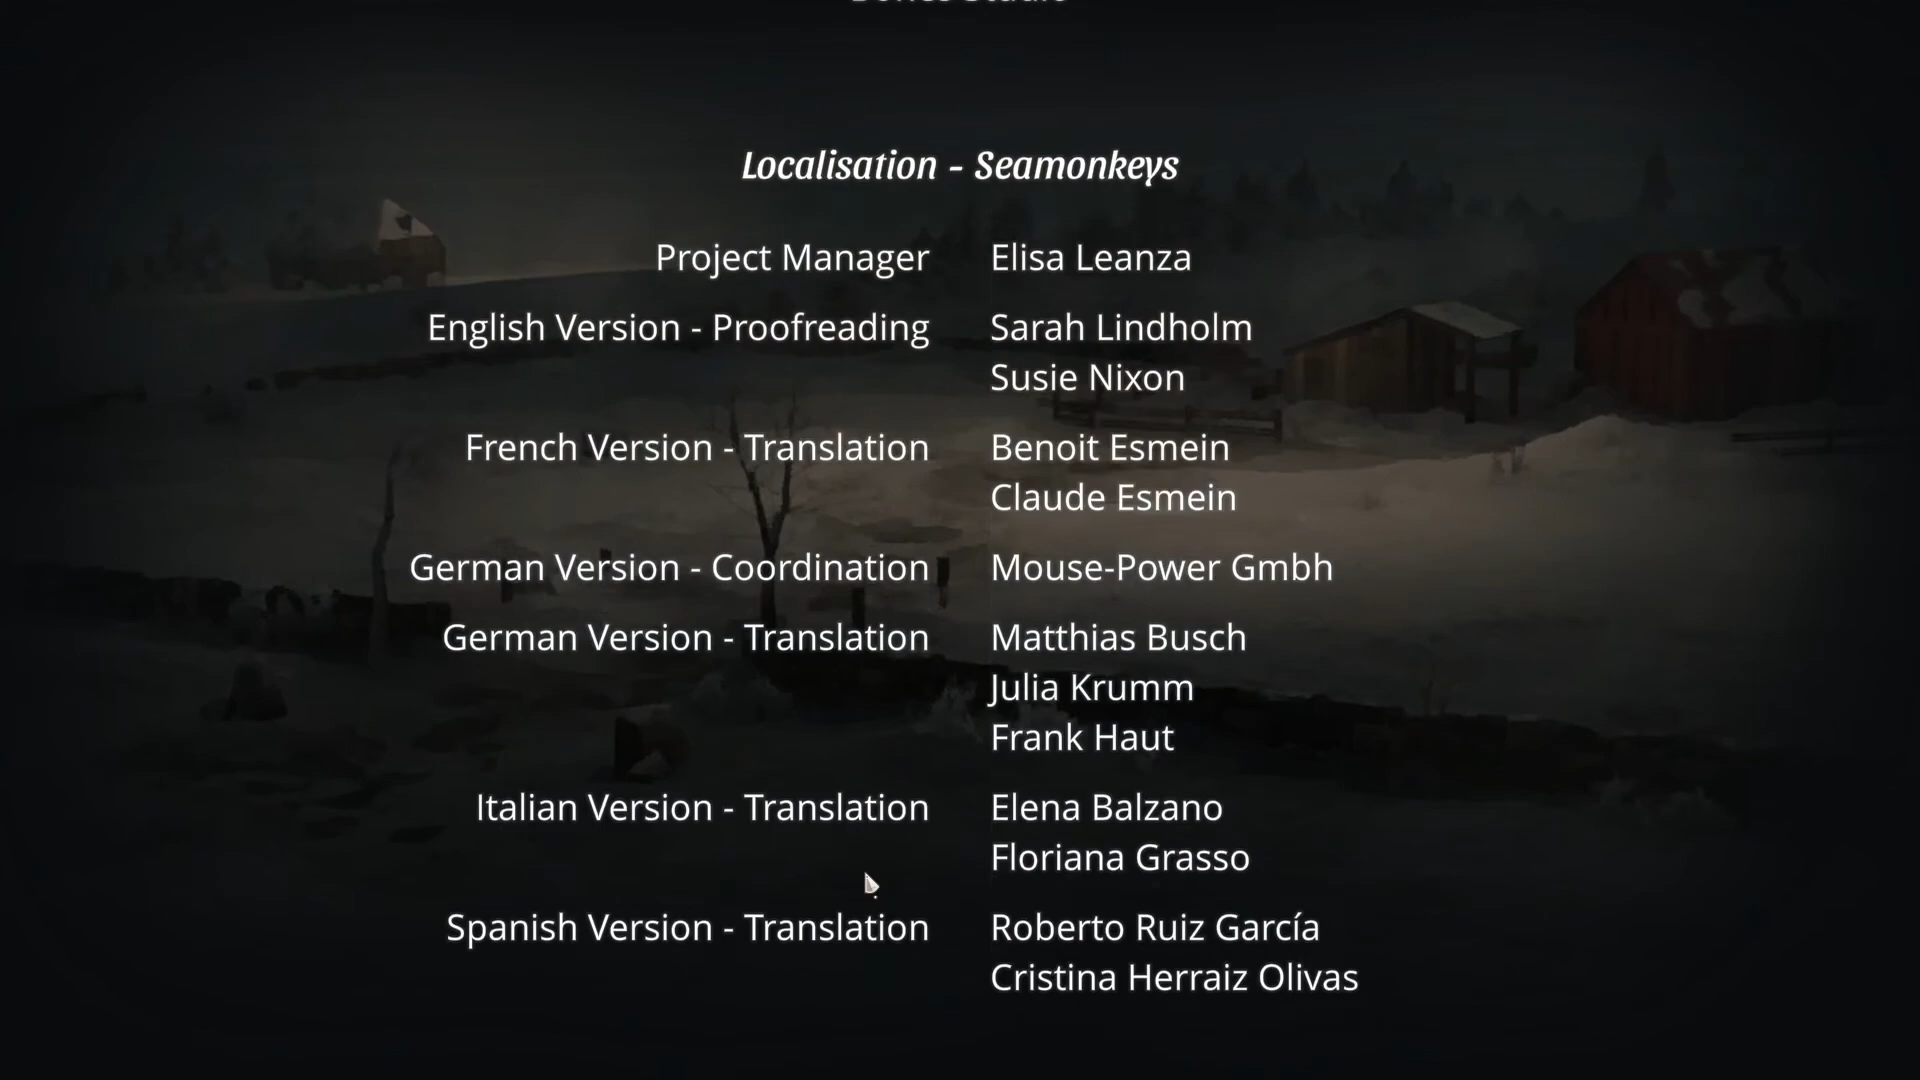 Localisation - Seamonkeys
Project Manager Elisa Leanza
English Version - Proofreading Sarah Lindholm
Susie Nixon
French Version - Translation Benoit Esmein
Claude Esmein
German Version - Coordination Mouse-Power Gmbh
German Version - Translation Matthias Busch
Julia Krumm
Frank Haut
Italian Version - Translation Elena Balzano
Floriana Grasso
Spanish Version - Translation Roberto Ruiz García
Cristina Herraiz Olivas